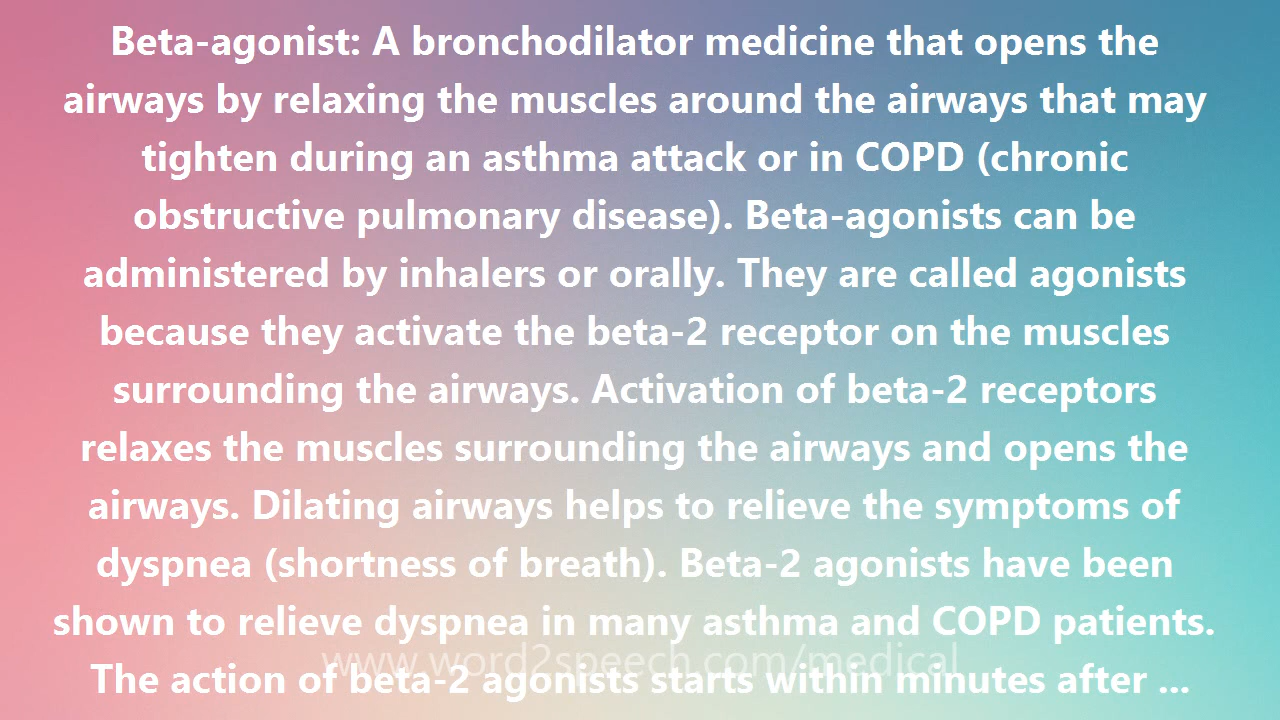 Beta-agonist: A bronchodilator medicine that opens the
airways by relaxing the muscles around the airways that may
tighten during an asthma attack or in COPD (chronic
obstructive pulmonary disease). Beta-agonists can be
administered by inhalers or orally. They are called agonists
because they activate the beta-2 receptor on the muscles
surrounding the airways. Activation of beta-2 receptors
relaxes the muscles surrounding the airways and opens the
airways. Dilating airways helps to relieve the symptoms of
dyspnea (shortness of breath). Beta-2 agonists have been
shown to relieve dyspnea in many asthma and COPD patients.
www.word2speech.com/medical
The action of beta-2 agonists starts within minutes after ...